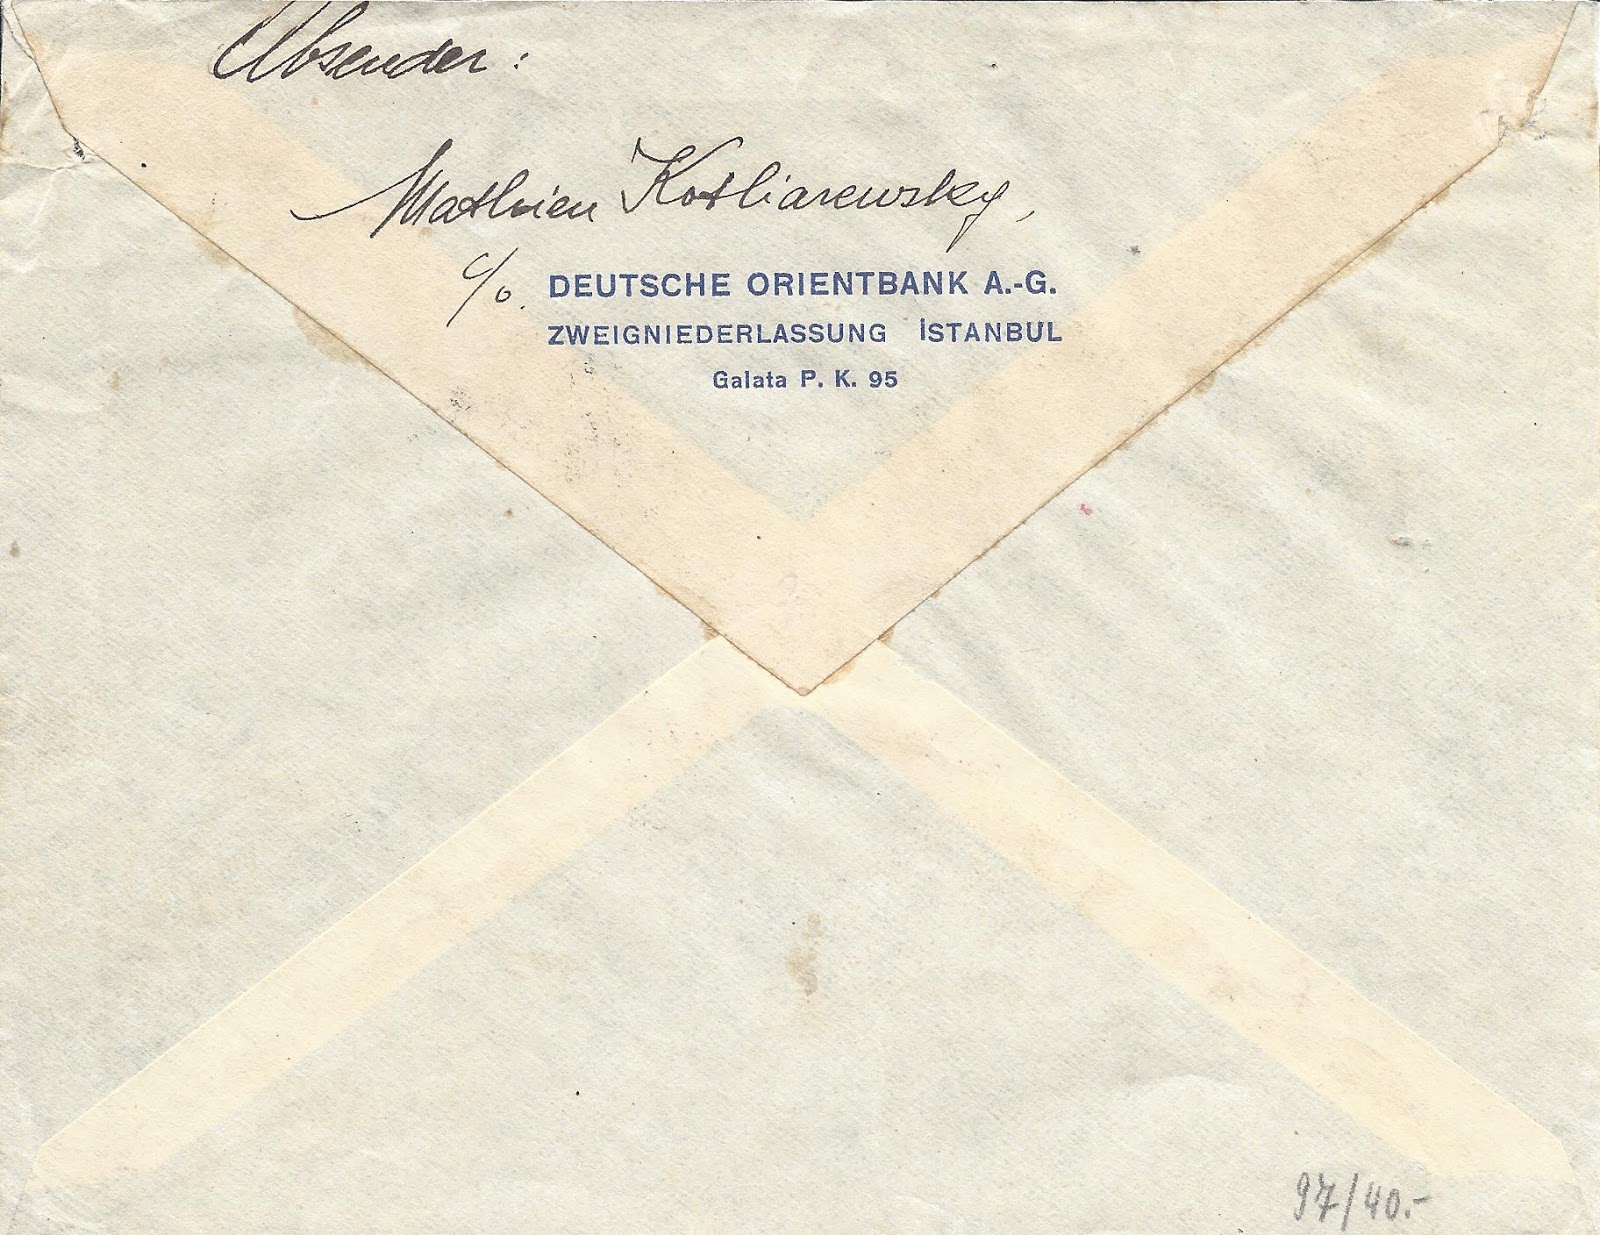 Absender:
Mathieu Kotliarewsky,
c/o. DEUTSCHE ORIENTBANK A.-G.
ZWEIGNIEDERLASSUNG İSTANBUL
Galata P. K. 95
97/40.-